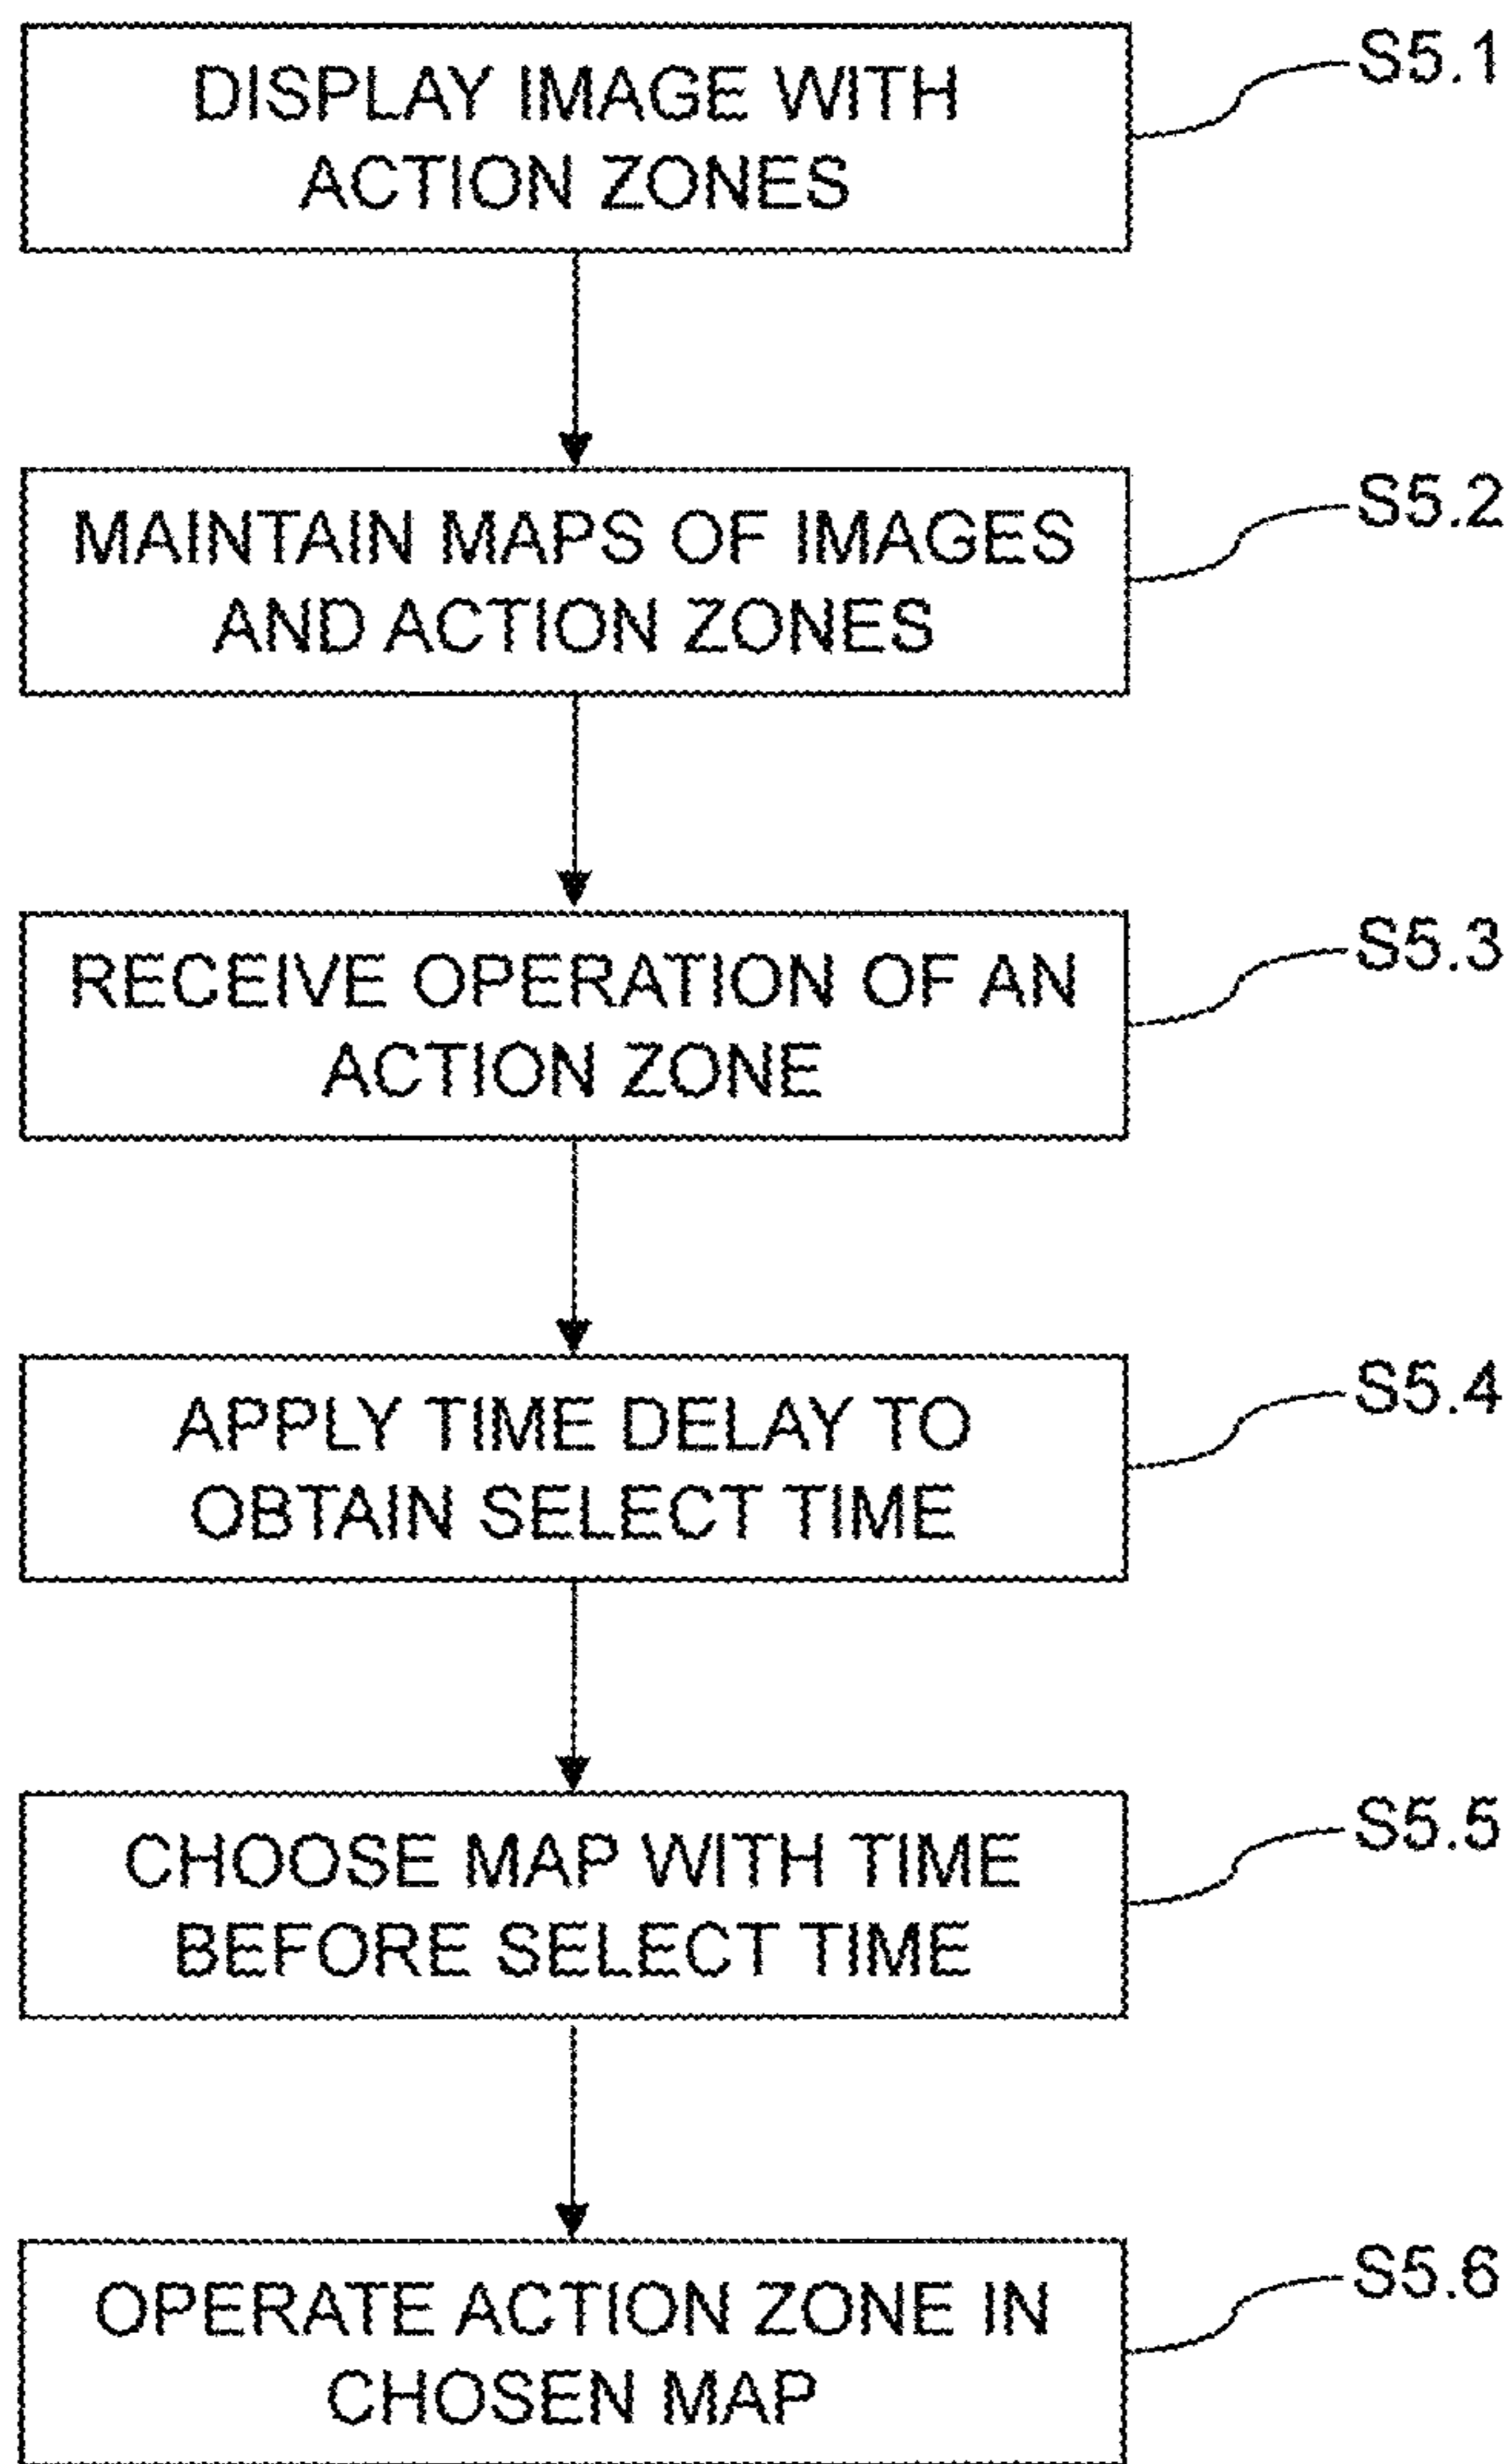 DISPLAY IMAGE WITH
ACTION ZONES
S5.1
MAINTAIN MAPS OF IMAGES
AND ACTION ZONES
S5.2
RECEIVE OPERATION OF AN
ACTION ZONE
S5.3
APPLY TIME DELAY TO
OBTAIN SELECT TIME
S5.4
CHOOSE MAP WITH TIME
BEFORE SELECT TIME
S5.5
OPERATE ACTION ZONE IN
CHOSEN MAP
S5.6